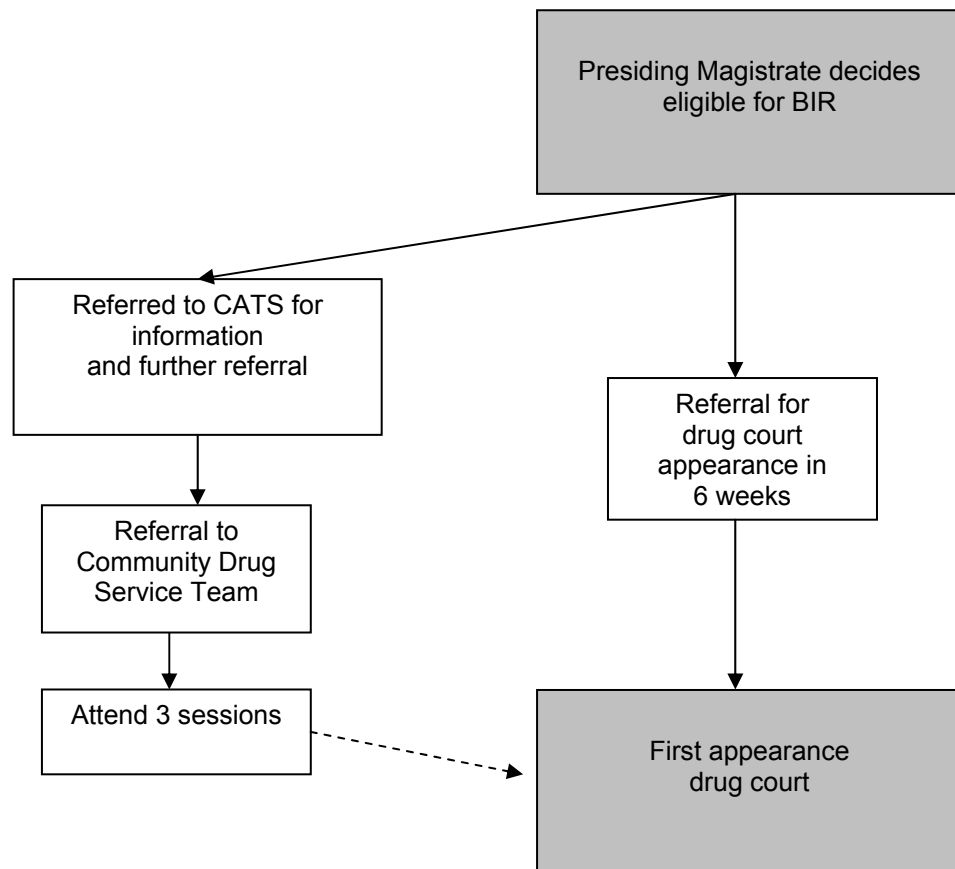 Presiding Magistrate decides
eligible for BIR
Referred to CATS for
information
and further referral
Referral for
drug court
appearance in
6 weeks
Referral to
Community Drug
Service Team
Attend 3 sessions
First appearance
drug court